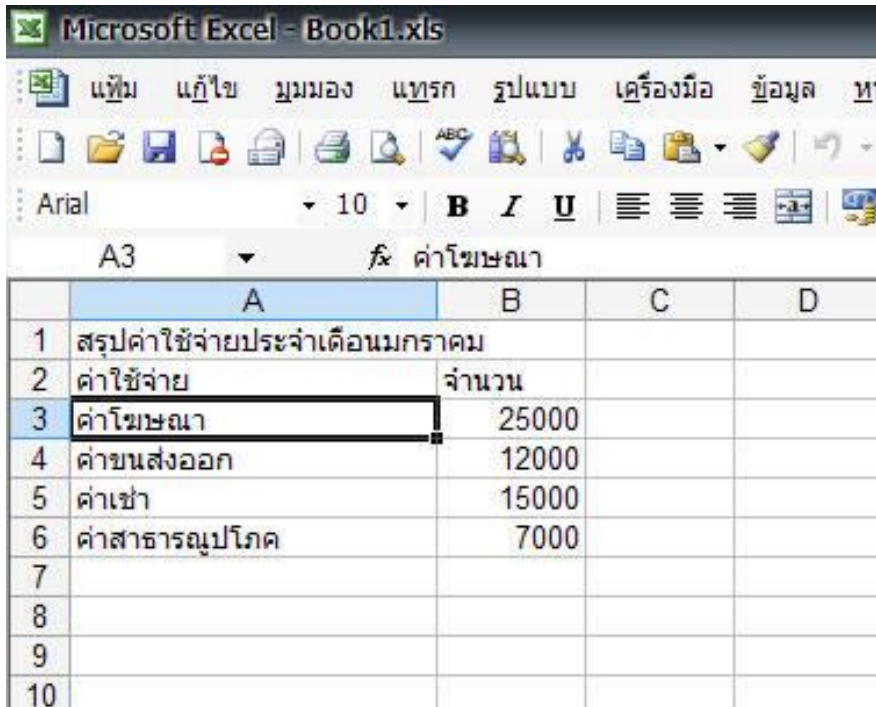 Microsoft Excel - Book1.xls
แฟ้ม แก้ไข มุมมอง แทรก รูปแบบ เครื่องมือ ข้อมูล
ABC
Arial 10 B I U
A3 fx ค่าโฆษณา
A B C D
1 สรุปค่าใช้จ่ายประจำเดือนมกราคม
2 ค่าใช้จ่าย จำนวน
3 ค่าโฆษณา 25000
4 ค่าขนส่งออก 12000
5 ค่าเช่า 15000
6 ค่าสาธารณูปโภค 7000
7
8
9
10